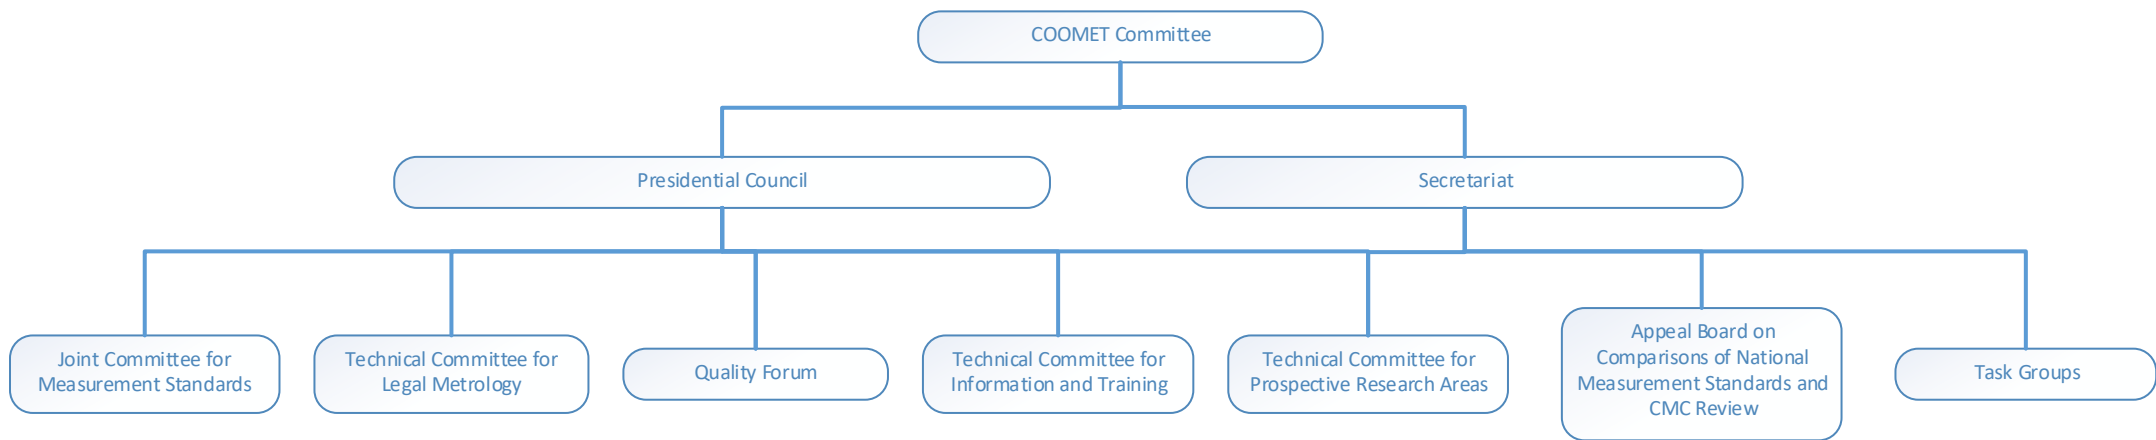 COOMET Committee
Presidential Council
Secretariat
Joint Committee for
Measurement Standards
Technical Committee for
Legal Metrology
Quality Forum
Technical Committee for
Information and Training
Technical Committee for
Prospective Research Areas
Appeal Board on
Comparisons of National
Measurement Standards and
CMC Review
Task Groups